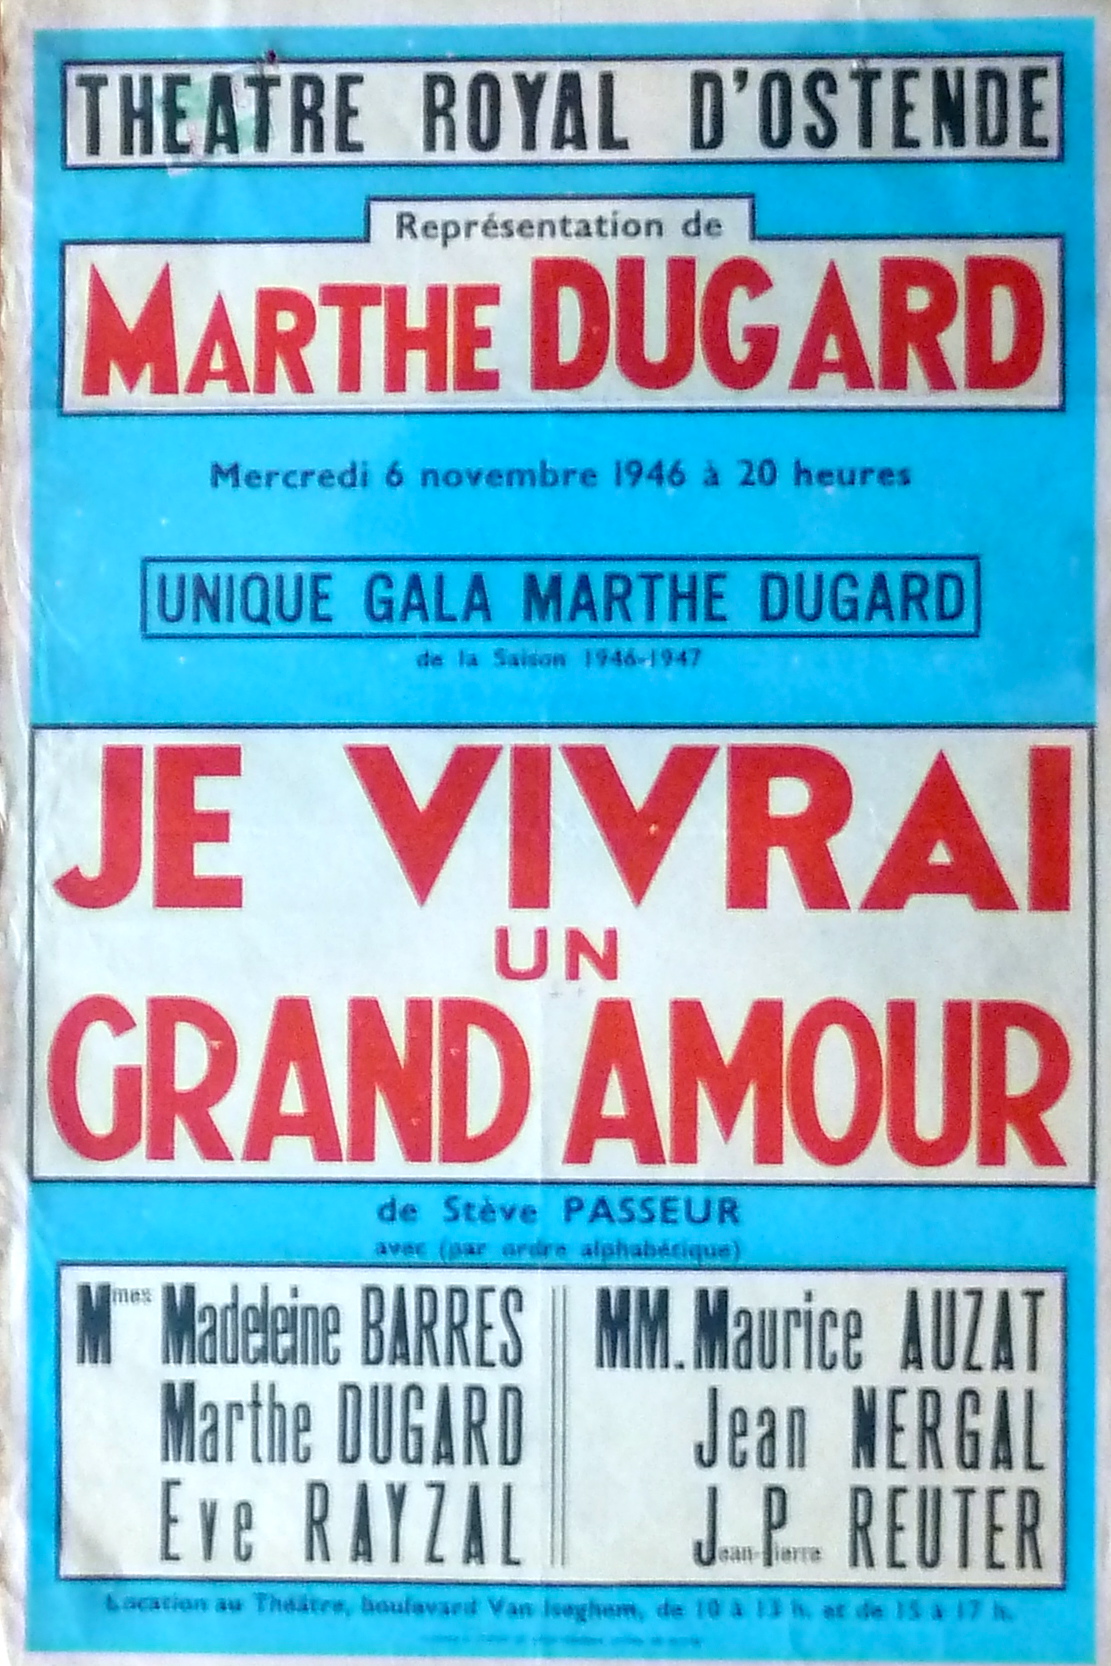 THEATRE ROYAL D'OSTENDE
Représentation de
MARTHE DUGARD
Mercredi 6 novembre 1946 à 20 heures
UNIQUE GALA MARTHE DUGARD
de la Saison 1946-1947
JE VIVRAI
UN
GRAND AMOUR
de Stève PASSEUR
avec (par ordre alphabétique)
Mmes Madeleine BARRES
Marthe DUGARD
Eve RAYZAL
MM. Maurice AUZAT
Jean NERGAL
Jean-Pierre REUTER
Location au Théâtre, boulevard Van Iseghem, de 10 à 13 h. et de 15 à 17 h.